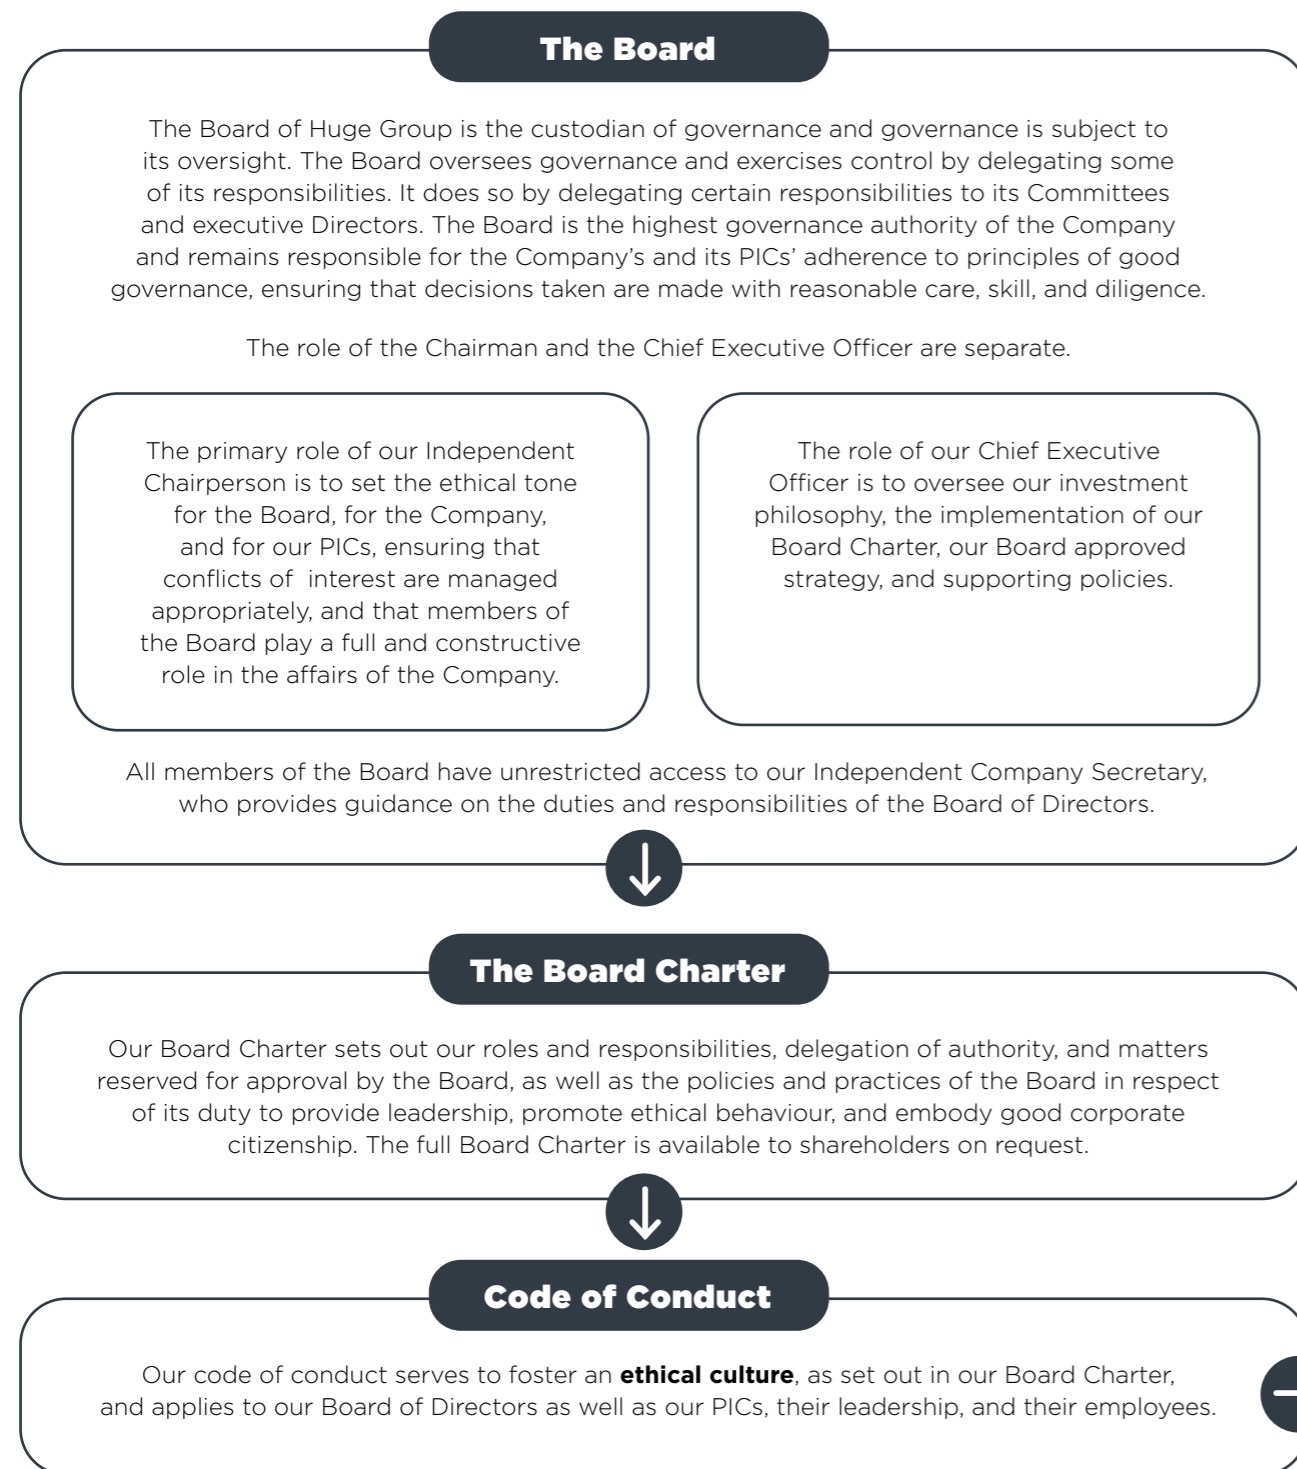 The Board
The Board of Huge Group is the custodian of governance and governance is subject to
its oversight. The Board oversees governance and exercises control by delegating some
of its responsibilities. It does so by delegating certain responsibilities to its Committees
and executive Directors. The Board is the highest governance authority of the Company
and remains responsible for the Company’s and its PICs’ adherence to principles of good
governance, ensuring that decisions taken are made with reasonable care, skill, and diligence.
The role of the Chairman and the Chief Executive Officer are separate.
The primary role of our Independent
Chairperson is to set the ethical tone
for the Board, for the Company,
and for our PICs, ensuring that
conflicts of  interest are managed
appropriately, and that members of
the Board play a full and constructive
role in the affairs of the Company.
The role of our Chief Executive
Officer is to oversee our investment
philosophy, the implementation of our
Board Charter, our Board approved
strategy, and supporting policies.
All members of the Board have unrestricted access to our Independent Company Secretary,
who provides guidance on the duties and responsibilities of the Board of Directors.
The Board Charter
Our Board Charter sets out our roles and responsibilities, delegation of authority, and matters
reserved for approval by the Board, as well as the policies and practices of the Board in respect
of its duty to provide leadership, promote ethical behaviour, and embody good corporate
citizenship. The full Board Charter is available to shareholders on request.
Code of Conduct
Our code of conduct serves to foster an ethical culture, as set out in our Board Charter,
and applies to our Board of Directors as well as our PICs, their leadership, and their employees.